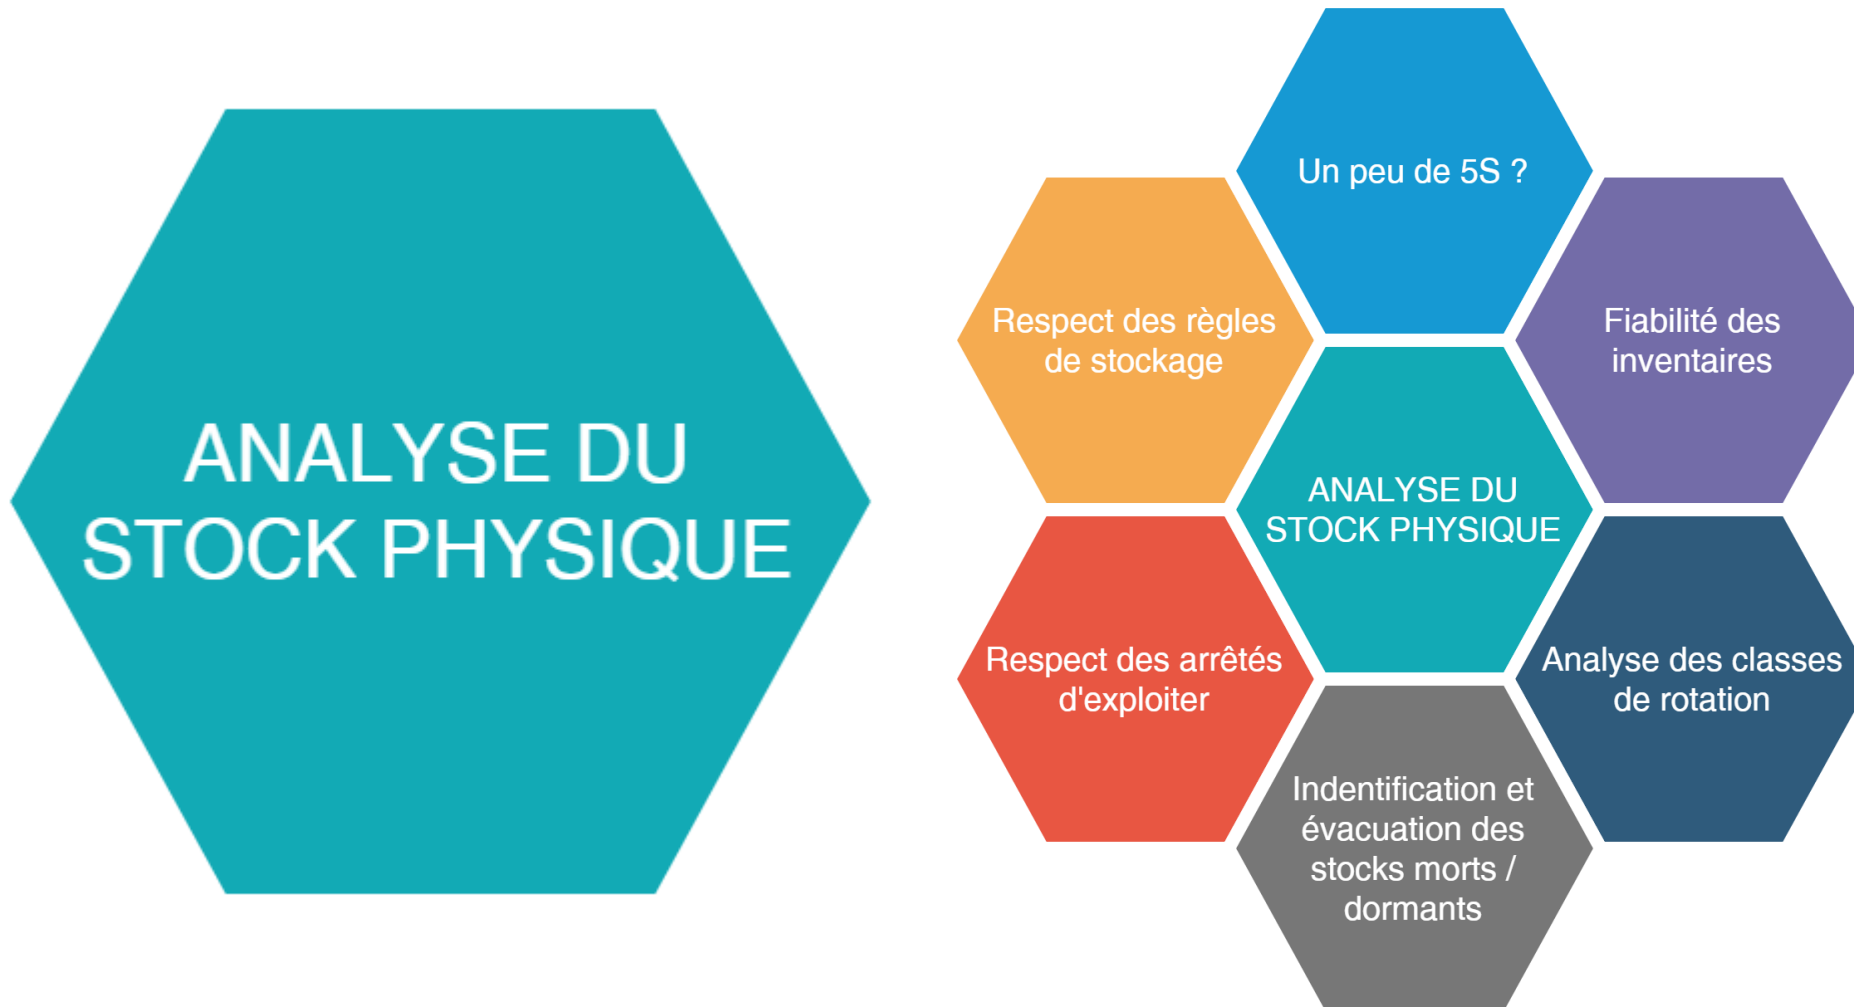 ANALYSE DU
STOCK PHYSIQUE
Un peu de 5S ?
Respect des règles
de stockage
Fiabilité des
inventaires
ANALYSE DU
STOCK PHYSIQUE
Respect des arrêtés
d'exploiter
Analyse des classes
de rotation
Indentification et
évacuation des
stocks morts /
dormants